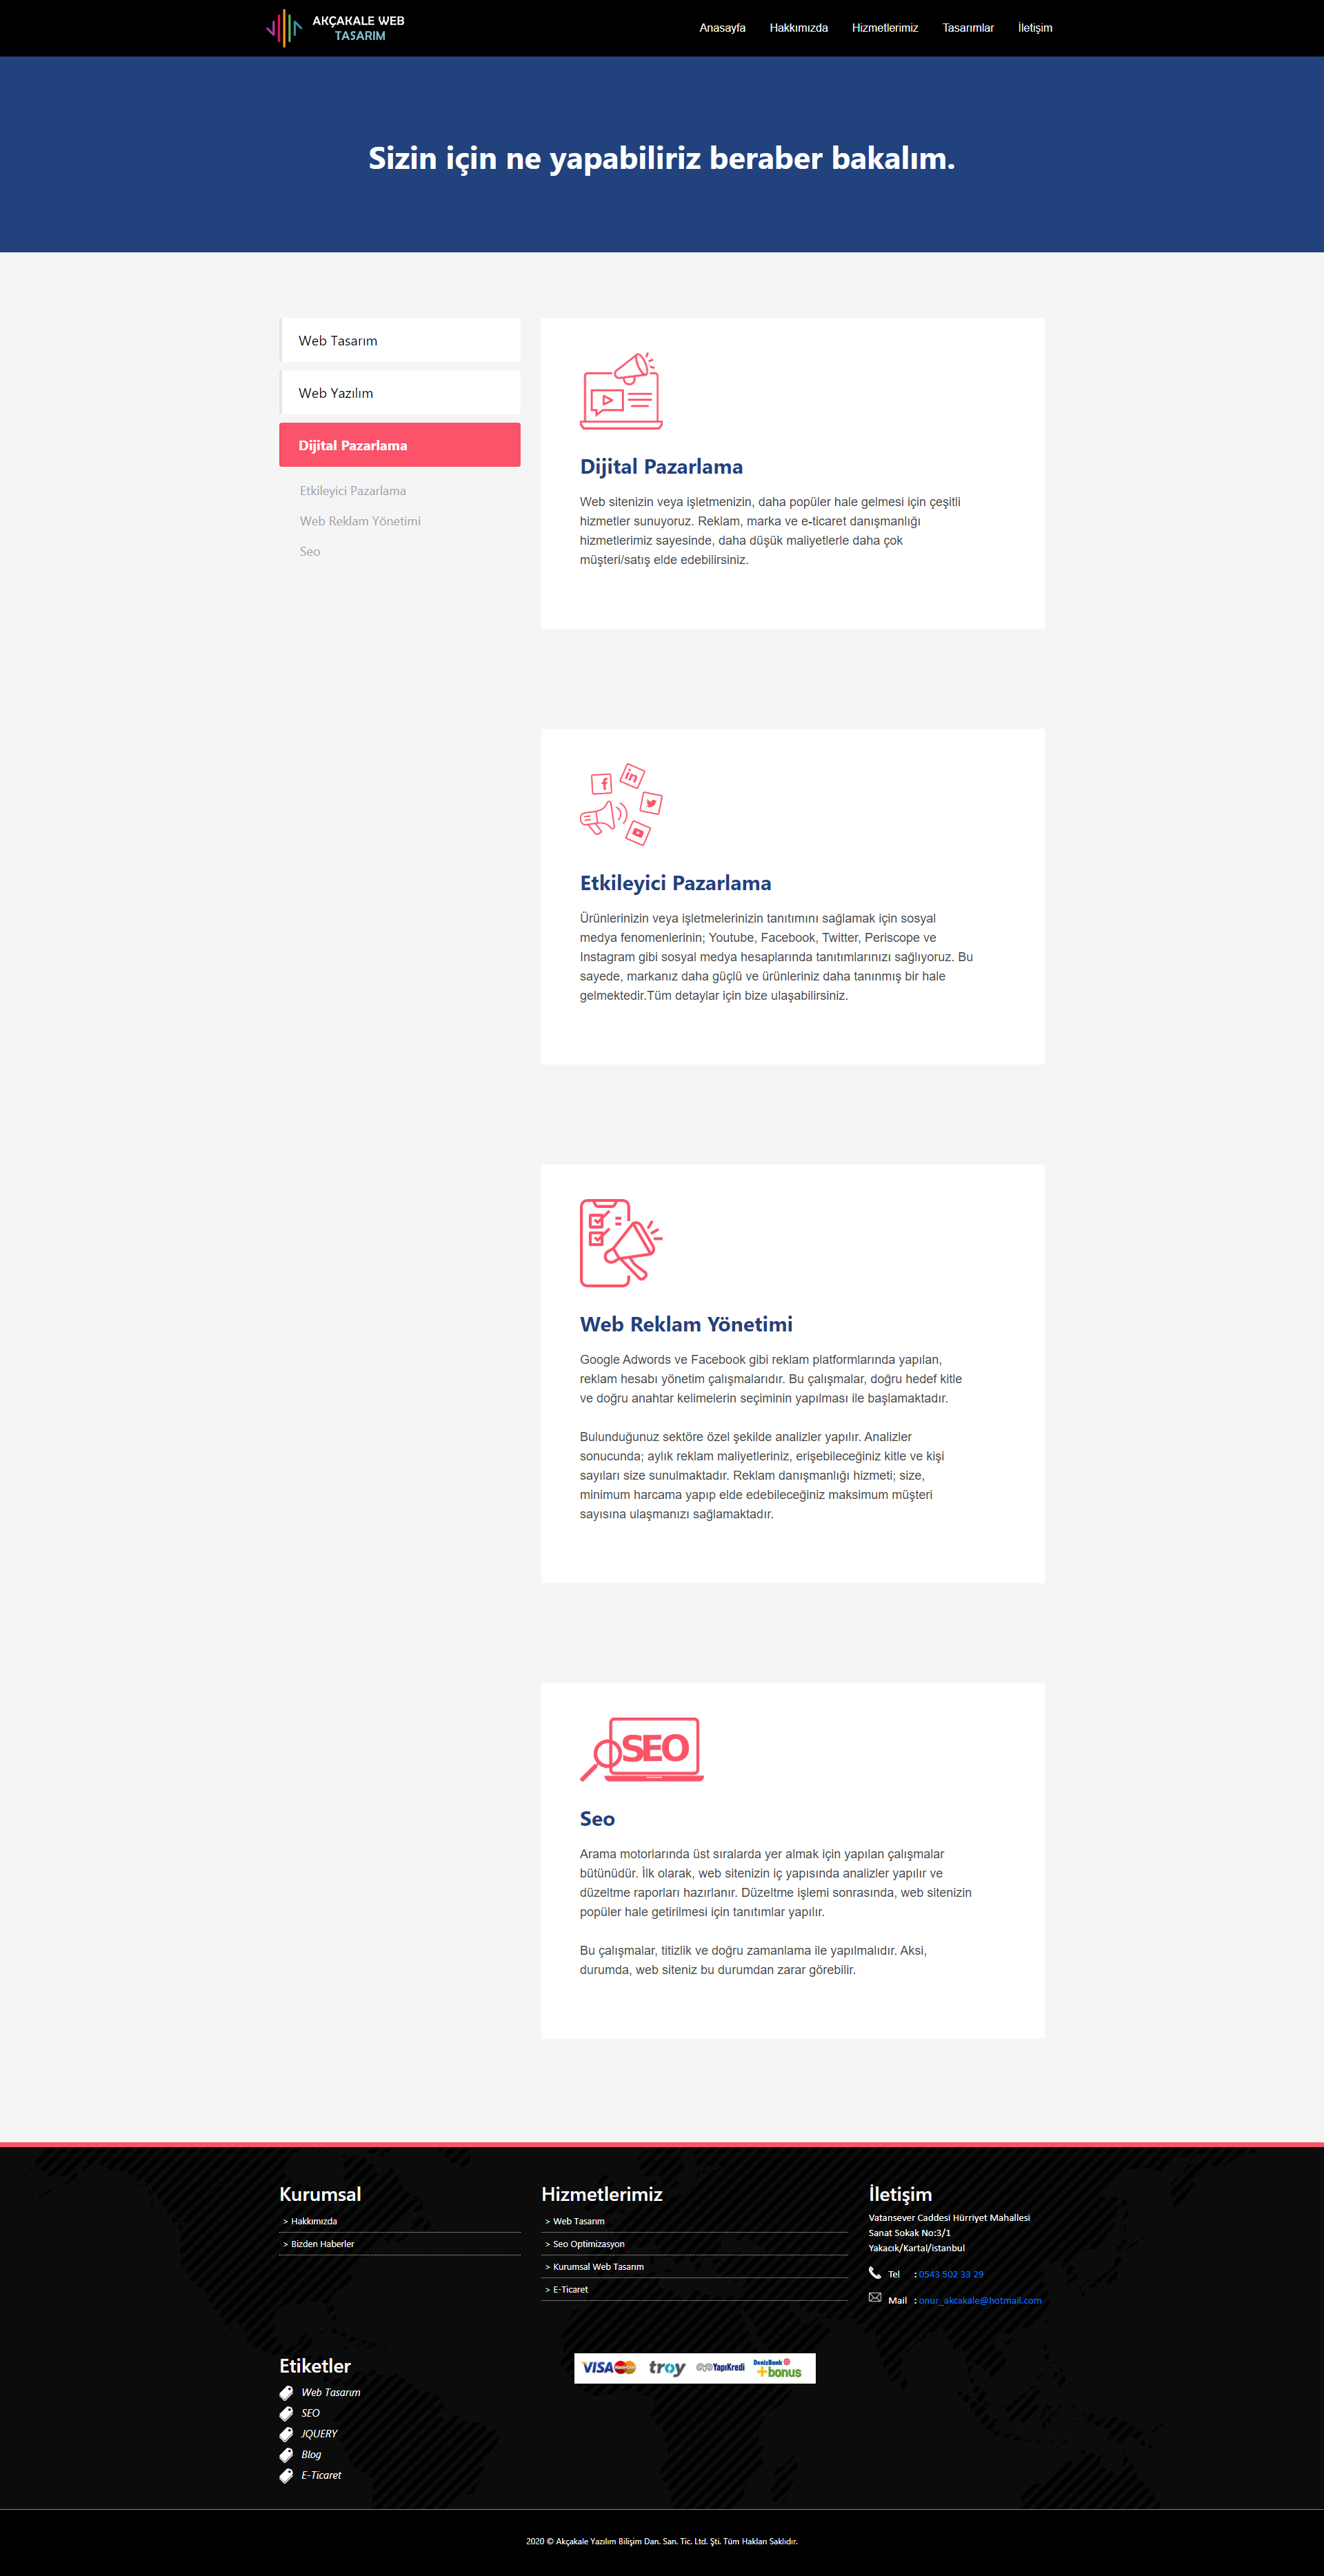 AKÇAKALE WEB
TASARIM
Anasayfa
Hakkımızda
Hizmetlerimiz
Tasarımlar
İletişim
Sizin için ne yapabiliriz beraber bakalım.
Web Tasarım
Web Yazılım
Dijital Pazarlama
Etkileyici Pazarlama
Web Reklam Yönetimi
Seo
Dijital Pazarlama
Web sitenizin veya işletmenizin, daha popüler hale gelmesi için çeşitli
hizmetler sunuyoruz. Reklam, marka ve e-ticaret danışmanlığı
hizmetlerimiz sayesinde, daha düşük maliyetlerle daha çok
müşteri/satış elde edebilirsiniz.
Etkileyici Pazarlama
Ürünlerinizin veya işletmelerinizin tanıtımını sağlamak için sosyal
medya fenomenlerinin; Youtube, Facebook, Twitter, Periscope ve
Instagram gibi sosyal medya hesaplarında tanıtımlarınızı sağlıyoruz. Bu
sayede, markanız daha güçlü ve ürünleriniz daha tanınmış bir hale
gelmektedir.Tüm detaylar için bize ulaşabilirsiniz.
Web Reklam Yönetimi
Google Adwords ve Facebook gibi reklam platformlarında yapılan,
reklam hesabı yönetim çalışmalarıdır. Bu çalışmalar, doğru hedef kitle
ve doğru anahtar kelimelerin seçiminin yapılması ile başlamaktadır.
Bulunduğunuz sektöre özel şekilde analizler yapılır. Analizler
sonucunda; aylık reklam maliyetleriniz, erişebileceğiniz kitle ve kişi
sayıları size sunulmaktadır. Reklam danışmanlığı hizmeti; size,
minimum harcama yapıp elde edebileceğiniz maksimum müşteri
sayısına ulaşmanızı sağlamaktadır.
SEO
Seo
Arama motorlarında üst sıralarda yer almak için yapılan çalışmalar
bütünüdür. İlk olarak, web sitenizin iç yapısında analizler yapılır ve
düzeltme raporları hazırlanır. Düzeltme işlemi sonrasında, web sitenizin
popüler hale getirilmesi için tanıtımlar yapılır.
Bu çalışmalar, titizlik ve doğru zamanlama ile yapılmalıdır. Aksi,
durumda, web siteniz bu durumdan zarar görebilir.
Kurumsal
> Hakkımızda
> Bizden Haberler
Hizmetlerimiz
> Web Tasarım
> Seo Optimizasyon
> Kurumsal Web Tasarım
> E-Ticaret
İletişim
Vatansever Caddesi Hürriyet Mahallesi
Sanat Sokak No:3/1
Yakacık/Kartal/istanbul
Tel : 0543 502 33 29
Mail : onur_akcakale@hotmail.com
Etiketler
Web Tasarım
SEO
JQUERY
Blog
E-Ticaret
VISA MasterCard troy YapıKredi DenizBank bonus
2020 © Akçakale Yazılım Bilişim Dan. San. Tic. Ltd. Şti. Tüm Hakları Saklıdır.